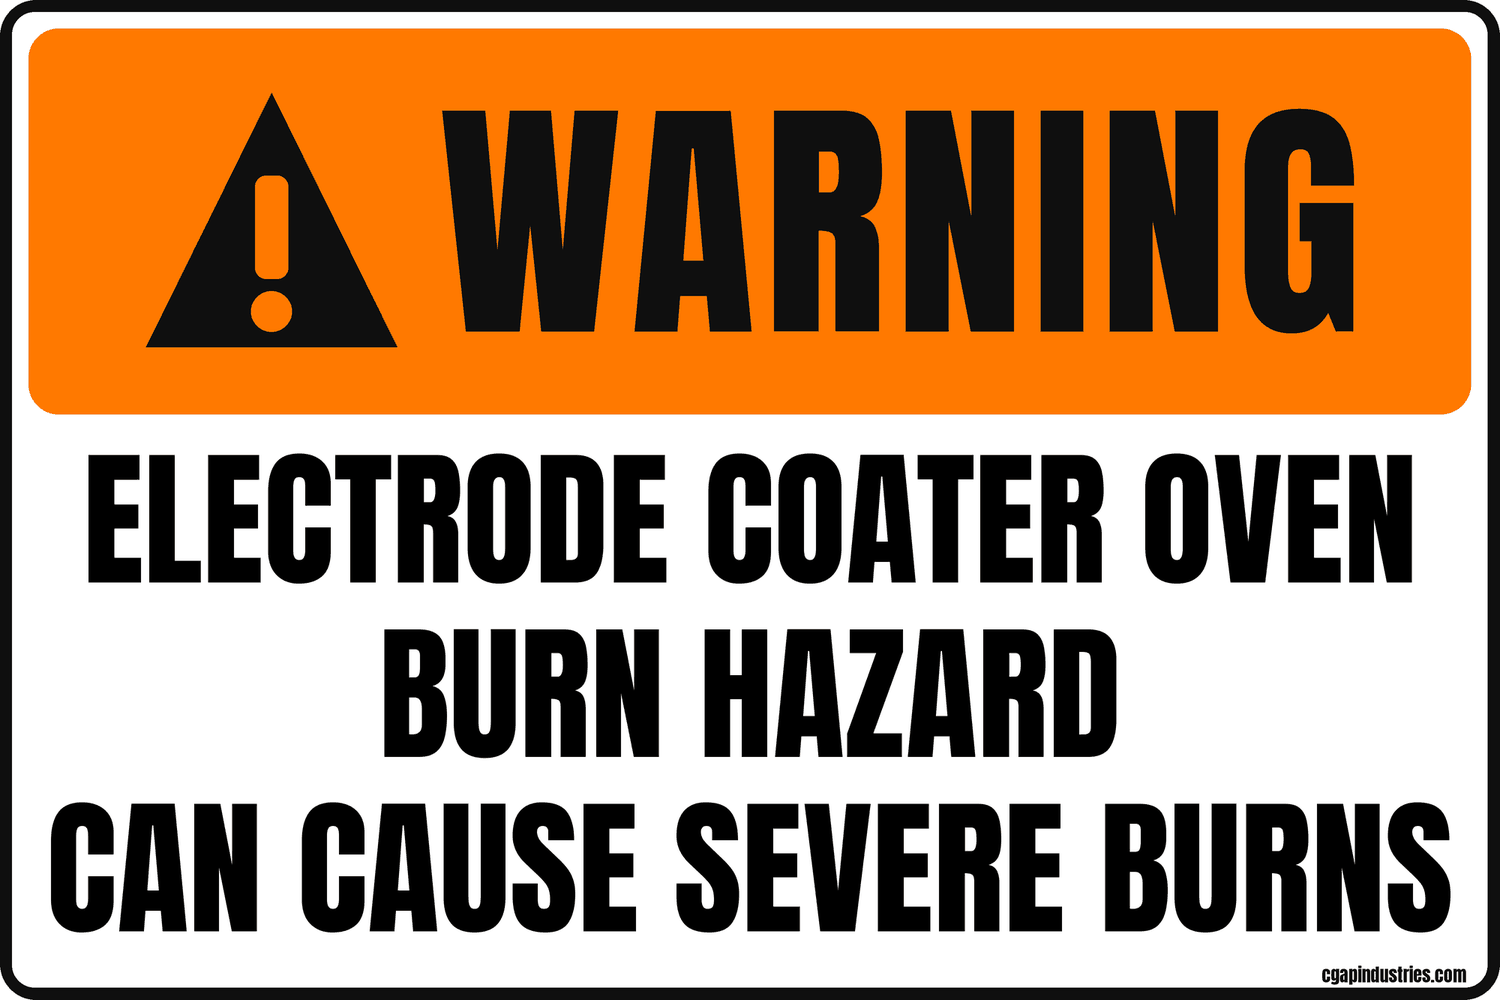 WARNING
ELECTRODE COATER OVEN
BURN HAZARD
CAN CAUSE SEVERE BURNS
cgapindustries.com